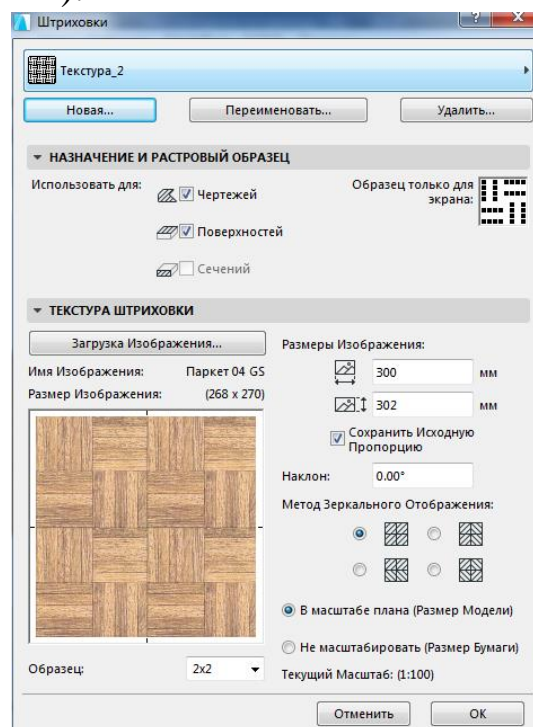 Штриховки
Текстура_2
Новая... Переименовать... Удалить...
НАЗНАЧЕНИЕ И РАСТРОВЫЙ ОБРАЗЕЦ
Использовать для: Чертежей Образец только для экрана:
Поверхностей
Сечений
ТЕКСТУРА ШТРИХОВКИ
Загрузка Изображения... Размеры Изображения:
Имя Изображения: Паркет 04 GS 300 мм
Размер Изображения: (268 x 270) 302 мм
Сохранить Исходную
Пропорцию
Наклон: 0.00°
Метод Зеркального Отображения:
В масштабе плана (Размер Модели)
Не масштабировать (Размер Бумаги)
Образец: 2x2 Текущий Масштаб: (1:100)
Отменить OK